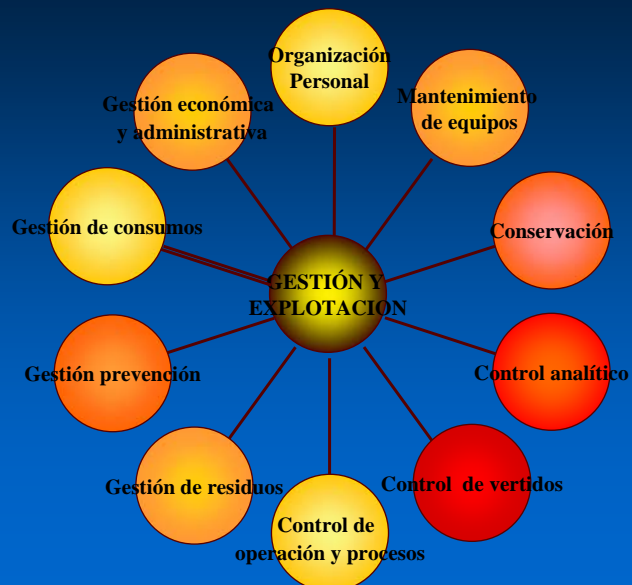 Organización
Personal
Mantenimiento
de equipos
Conservación
Control analítico
Control de vertidos
Control de
operación y procesos
Gestión de residuos
Gestión prevención
Gestión de consumos
Gestión económica
y administrativa
GESTIÓN Y
EXPLOTACION